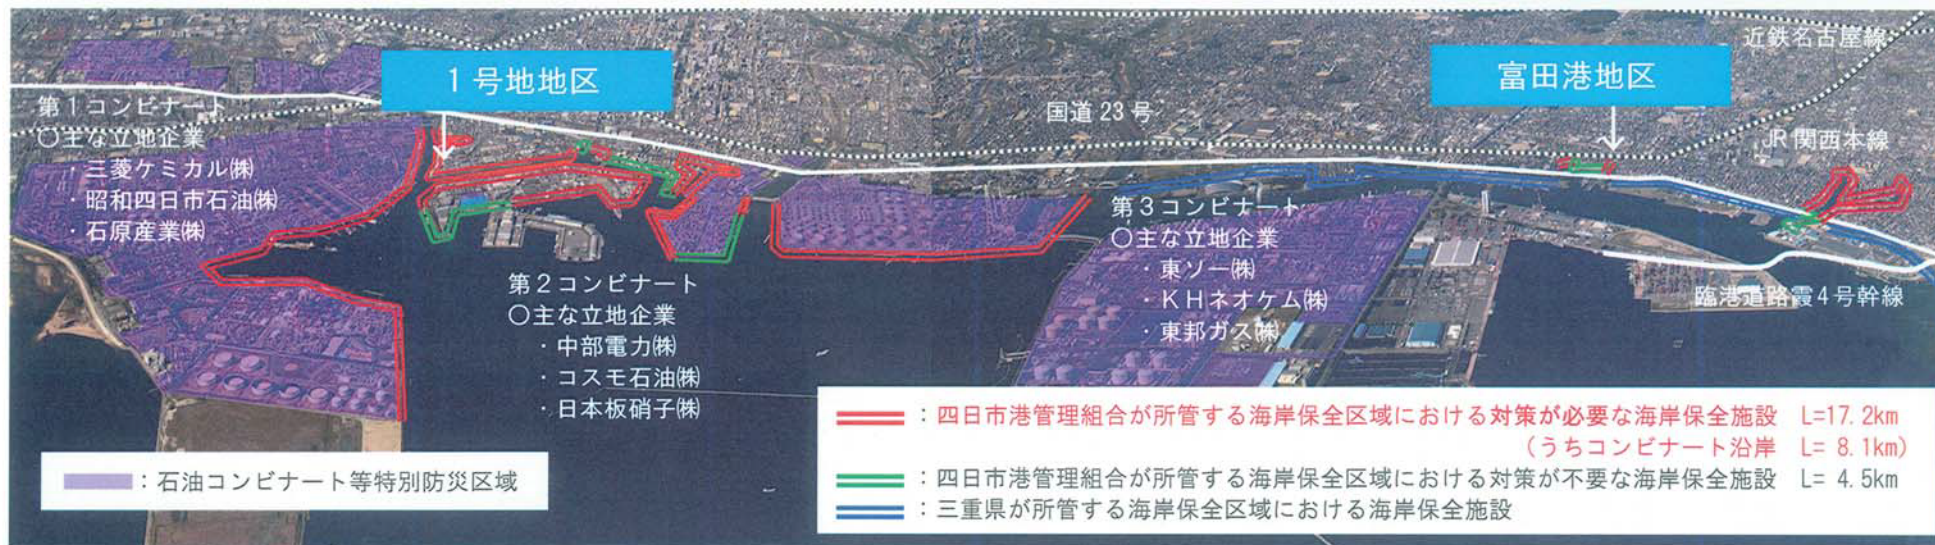 近鉄名古屋線
1号地地区
富田港地区
第1コンビナート
○主な立地企業
・三菱ケミカル㈱
・昭和四日市石油㈱
・石原産業㈱
国道23号
JR関西本線
第3コンビナート
○主な立地企業
・東ソー㈱
・KHネオケム㈱
・東邦ガス㈱
第2コンビナート
○主な立地企業
・中部電力㈱
・コスモ石油㈱
・日本板硝子㈱
臨港道路霞4号幹線
：石油コンビナート等特別防災区域
：四日市港管理組合が所管する海岸保全区域における対策が必要な海岸保全施設 L=17.2km
（うちコンビナート沿岸 L= 8.1km）
：四日市港管理組合が所管する海岸保全区域における対策が不要な海岸保全施設 L= 4.5km
：三重県が所管する海岸保全区域における海岸保全施設